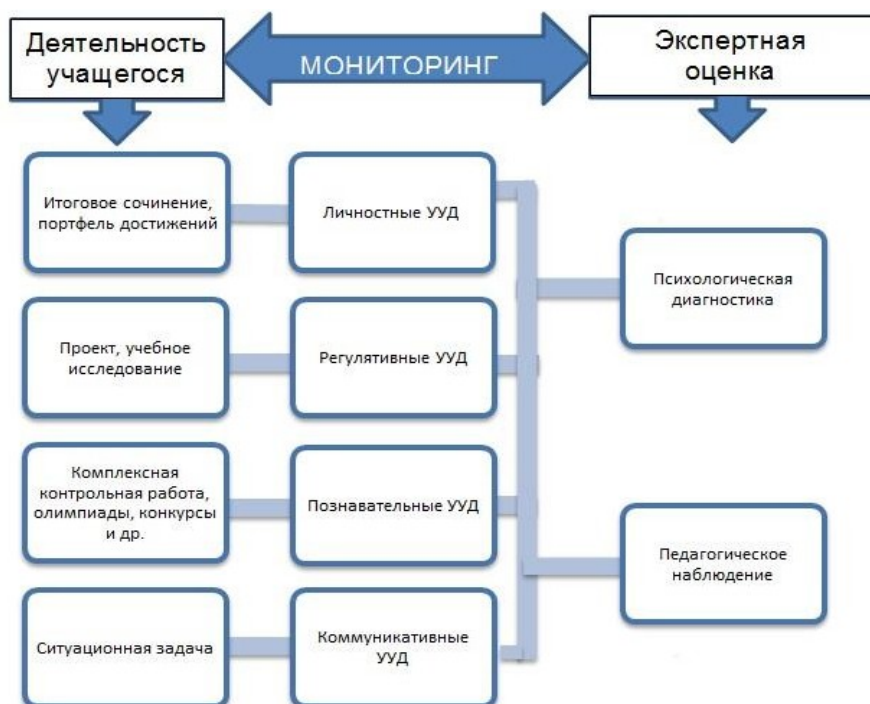 Деятельность
учащегося
МОНИТОРИНГ
Экспертная
оценка
Итоговое сочинение,
портфель достижений
Личностные УУД
Психологическая
диагностика
Проект, учебное
исследование
Регулятивные УУД
Комплексная
контрольная работа,
олимпиады, конкурсы
и др.
Познавательные УУД
Педагогическое
наблюдение
Ситуационная задача
Коммуникативные
УУД